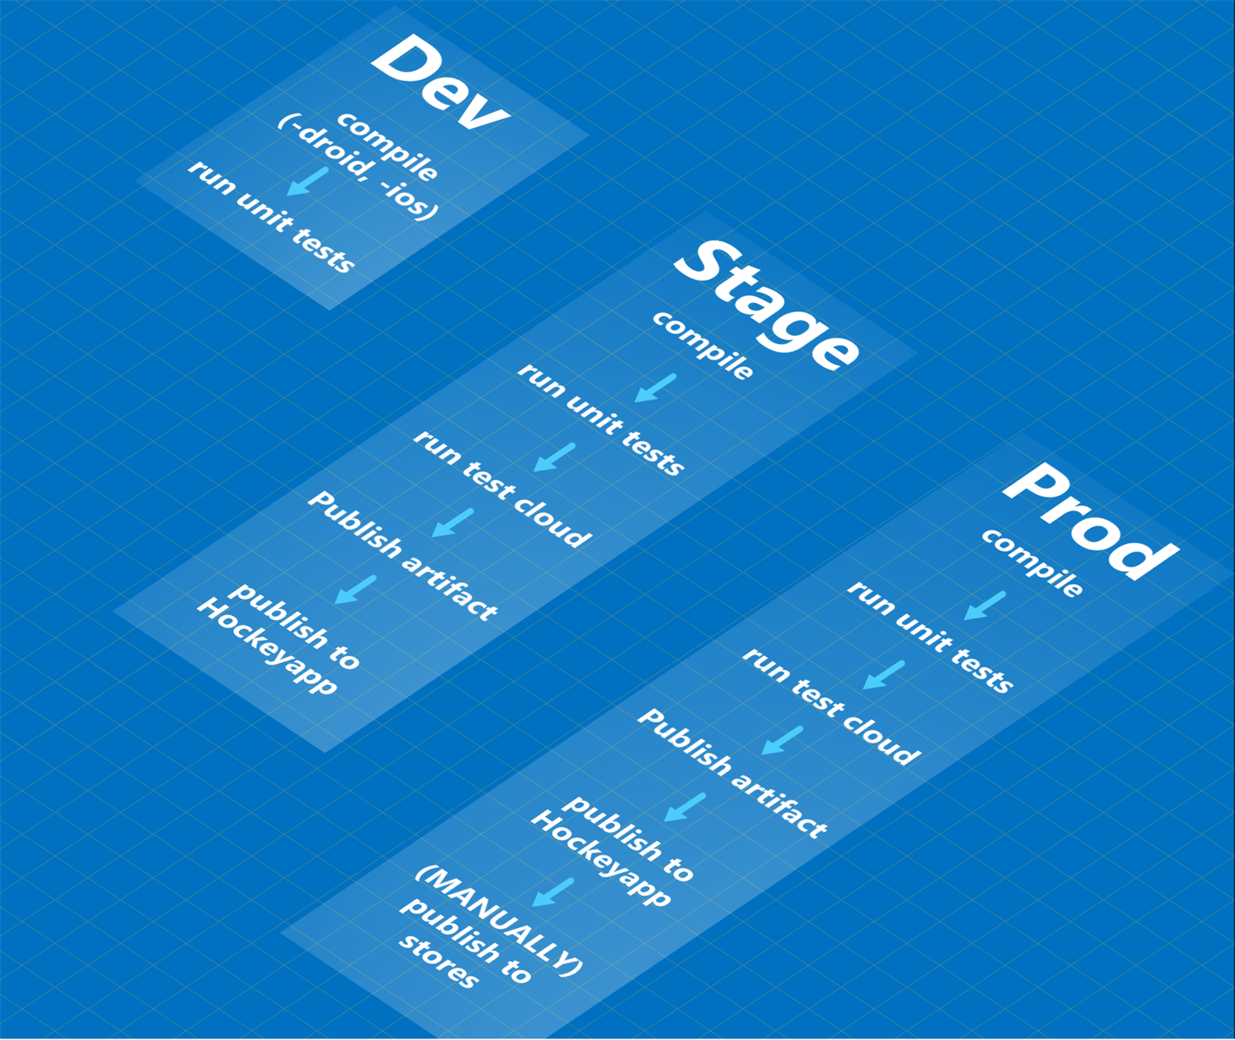 Dev
compile
(-droid, -ios)
run unit tests
Stage
compile
run unit tests
run test cloud
Publish artifact
publish to
Hockeyapp
Prod
compile
run unit tests
run test cloud
Publish artifact
publish to
Hockeyapp
(MANUALLY)
publish to
stores